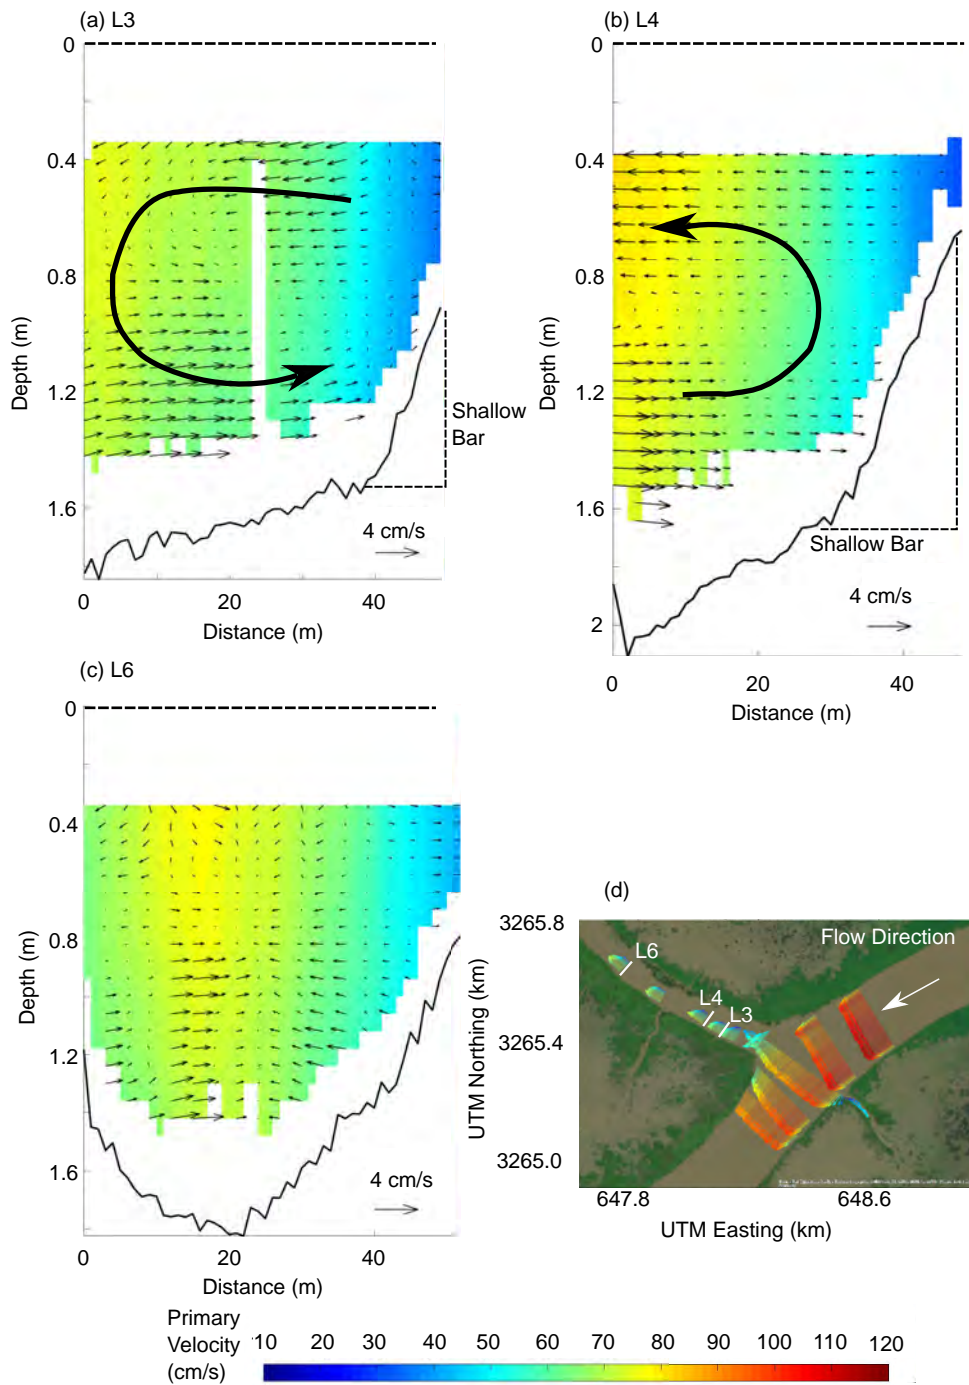 (a) L3
0
0.4
0.8
1.2
1.6
Depth (m)
Shallow
Bar
4 cm/s
0
20
40
Distance (m)
(b) L4
0
0.4
0.8
1.2
1.6
2
Depth (m)
Shallow Bar
4 cm/s
0
20
40
Distance (m)
(c) L6
0
0.4
0.8
1.2
1.6
Depth (m)
4 cm/s
0
20
40
Distance (m)
(d)
3265.8
3265.4
3265.0
UTM Northing (km)
Flow Direction
L6
L4
L3
647.8
648.6
UTM Easting (km)
Primary
Velocity
(cm/s)
10 20 30 40 50 60 70 80 90 100 110 120